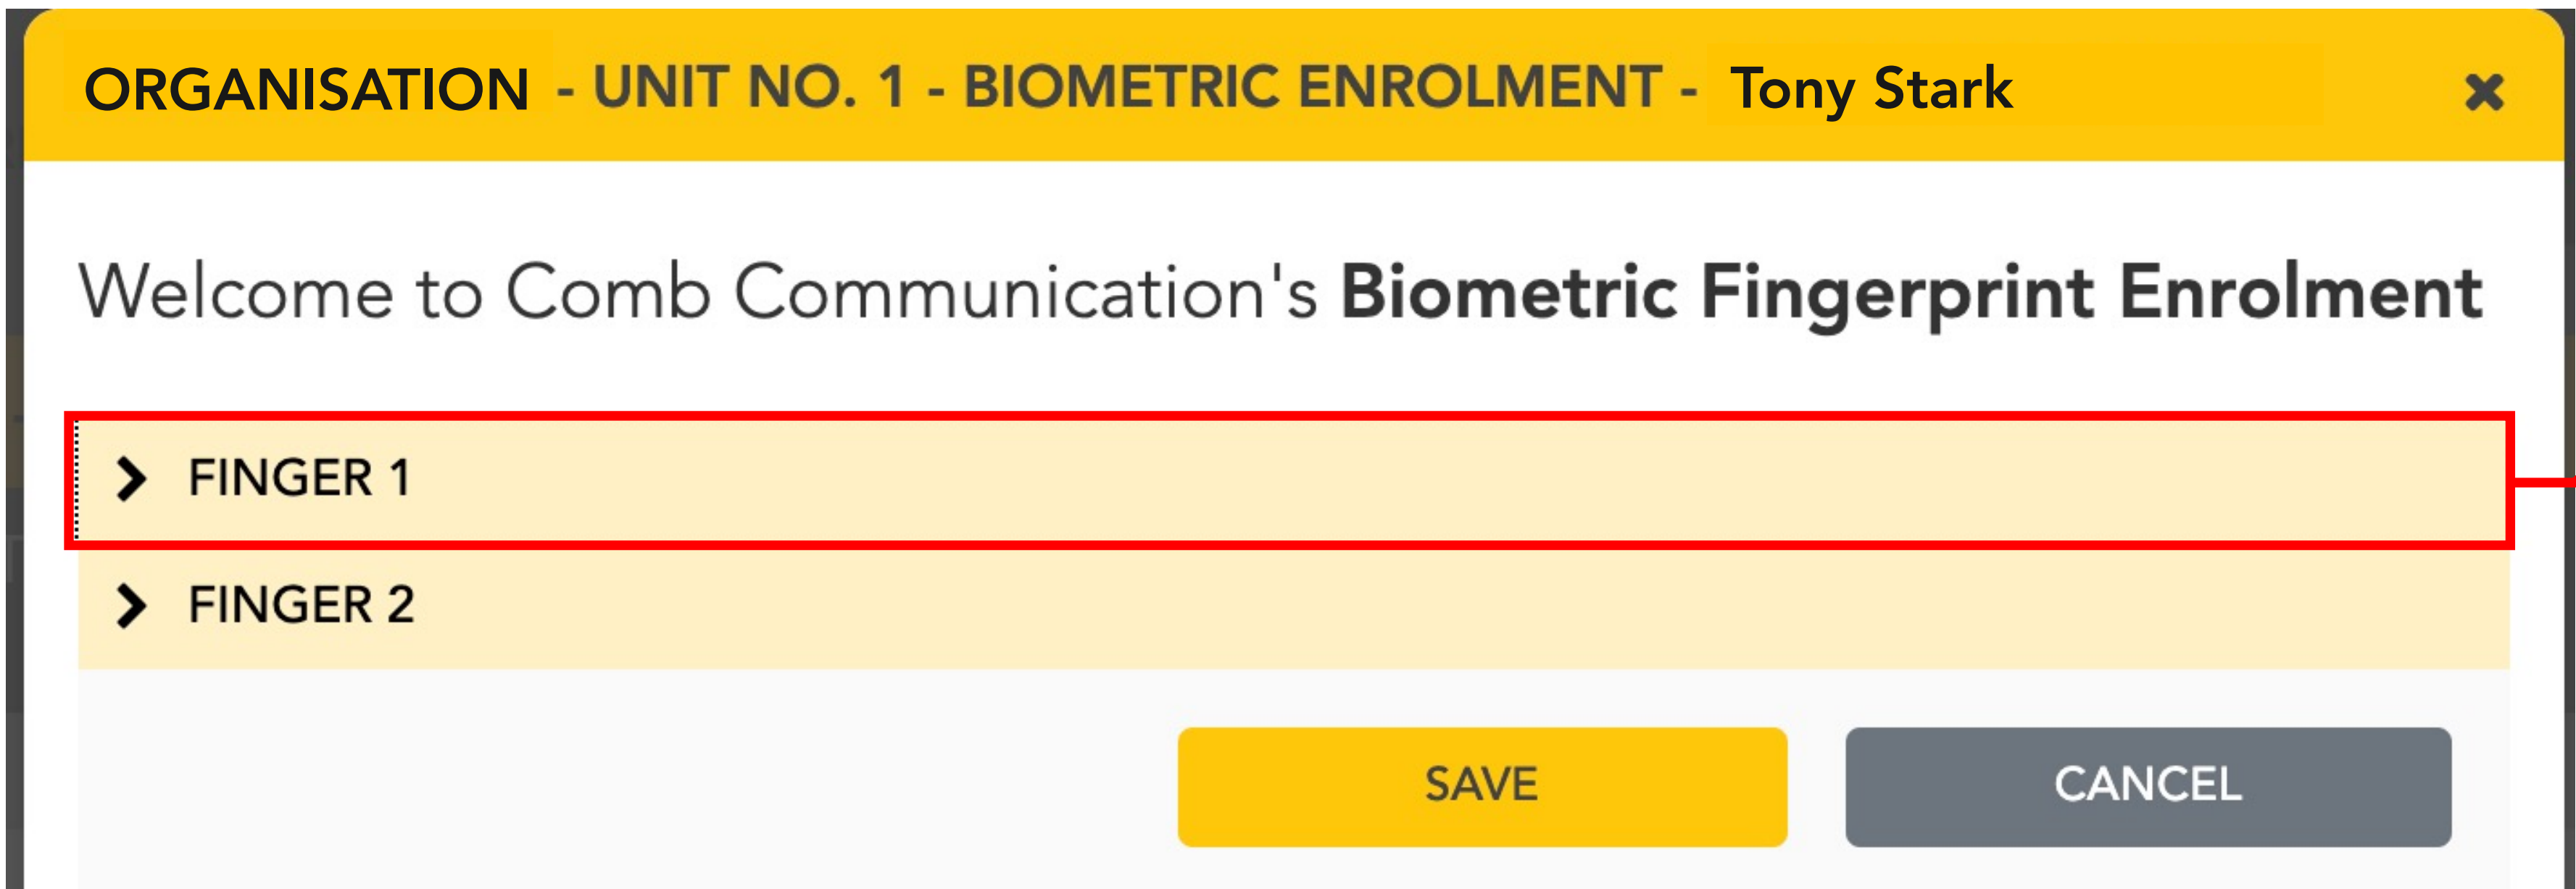 ORGANISATION - UNIT NO. 1 - BIOMETRIC ENROLMENT - Tony Stark
Welcome to Comb Communication's Biometric Fingerprint Enrolment
FINGER 1
FINGER 2
SAVE CANCEL